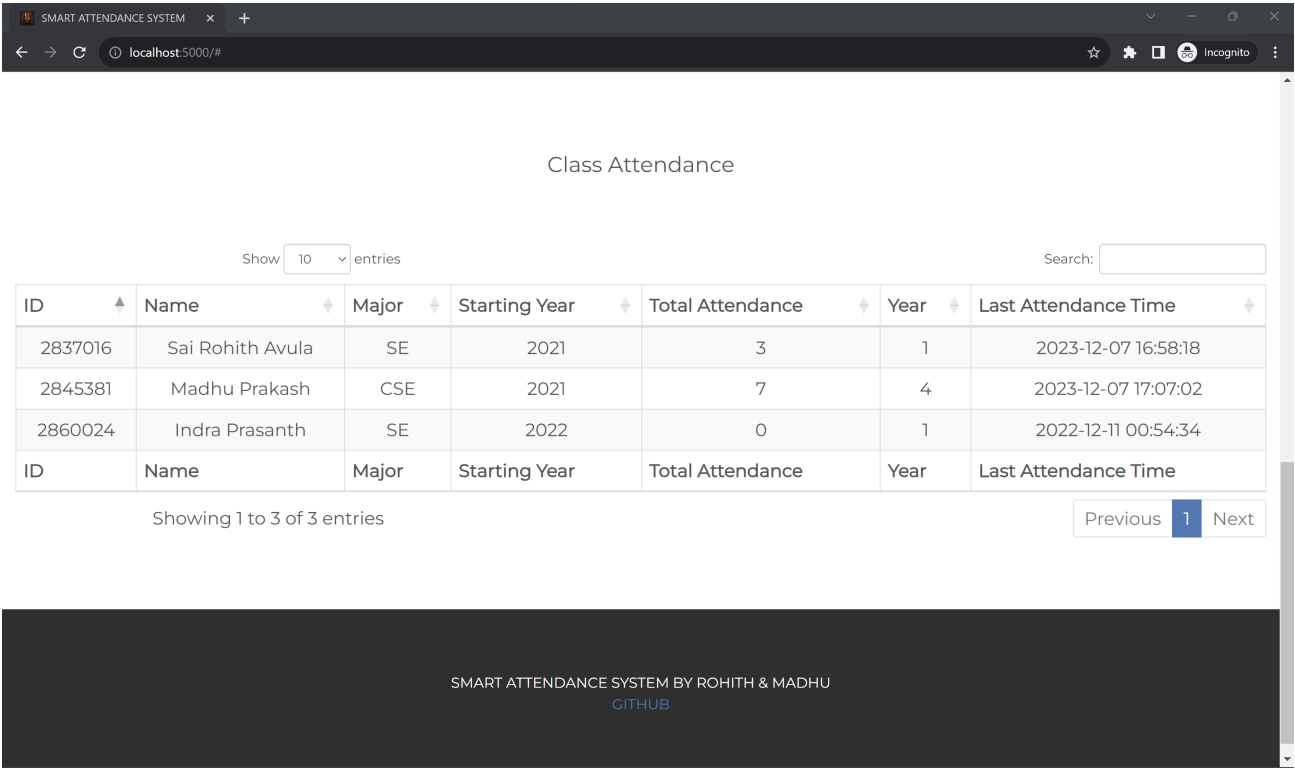 SMART ATTENDANCE SYSTEM
localhost:5000/#
Incognito
Class Attendance
Show 10 entries Search:
ID Name Major Starting Year Total Attendance Year Last Attendance Time
2837016 Sai Rohith Avula SE 2021 3 1 2023-12-07 16:58:18
2845381 Madhu Prakash CSE 2021 7 4 2023-12-07 17:07:02
2860024 Indra Prasanth SE 2022 0 1 2022-12-11 00:54:34
ID Name Major Starting Year Total Attendance Year Last Attendance Time
Showing 1 to 3 of 3 entries Previous 1 Next
SMART ATTENDANCE SYSTEM BY ROHITH & MADHU
GITHUB